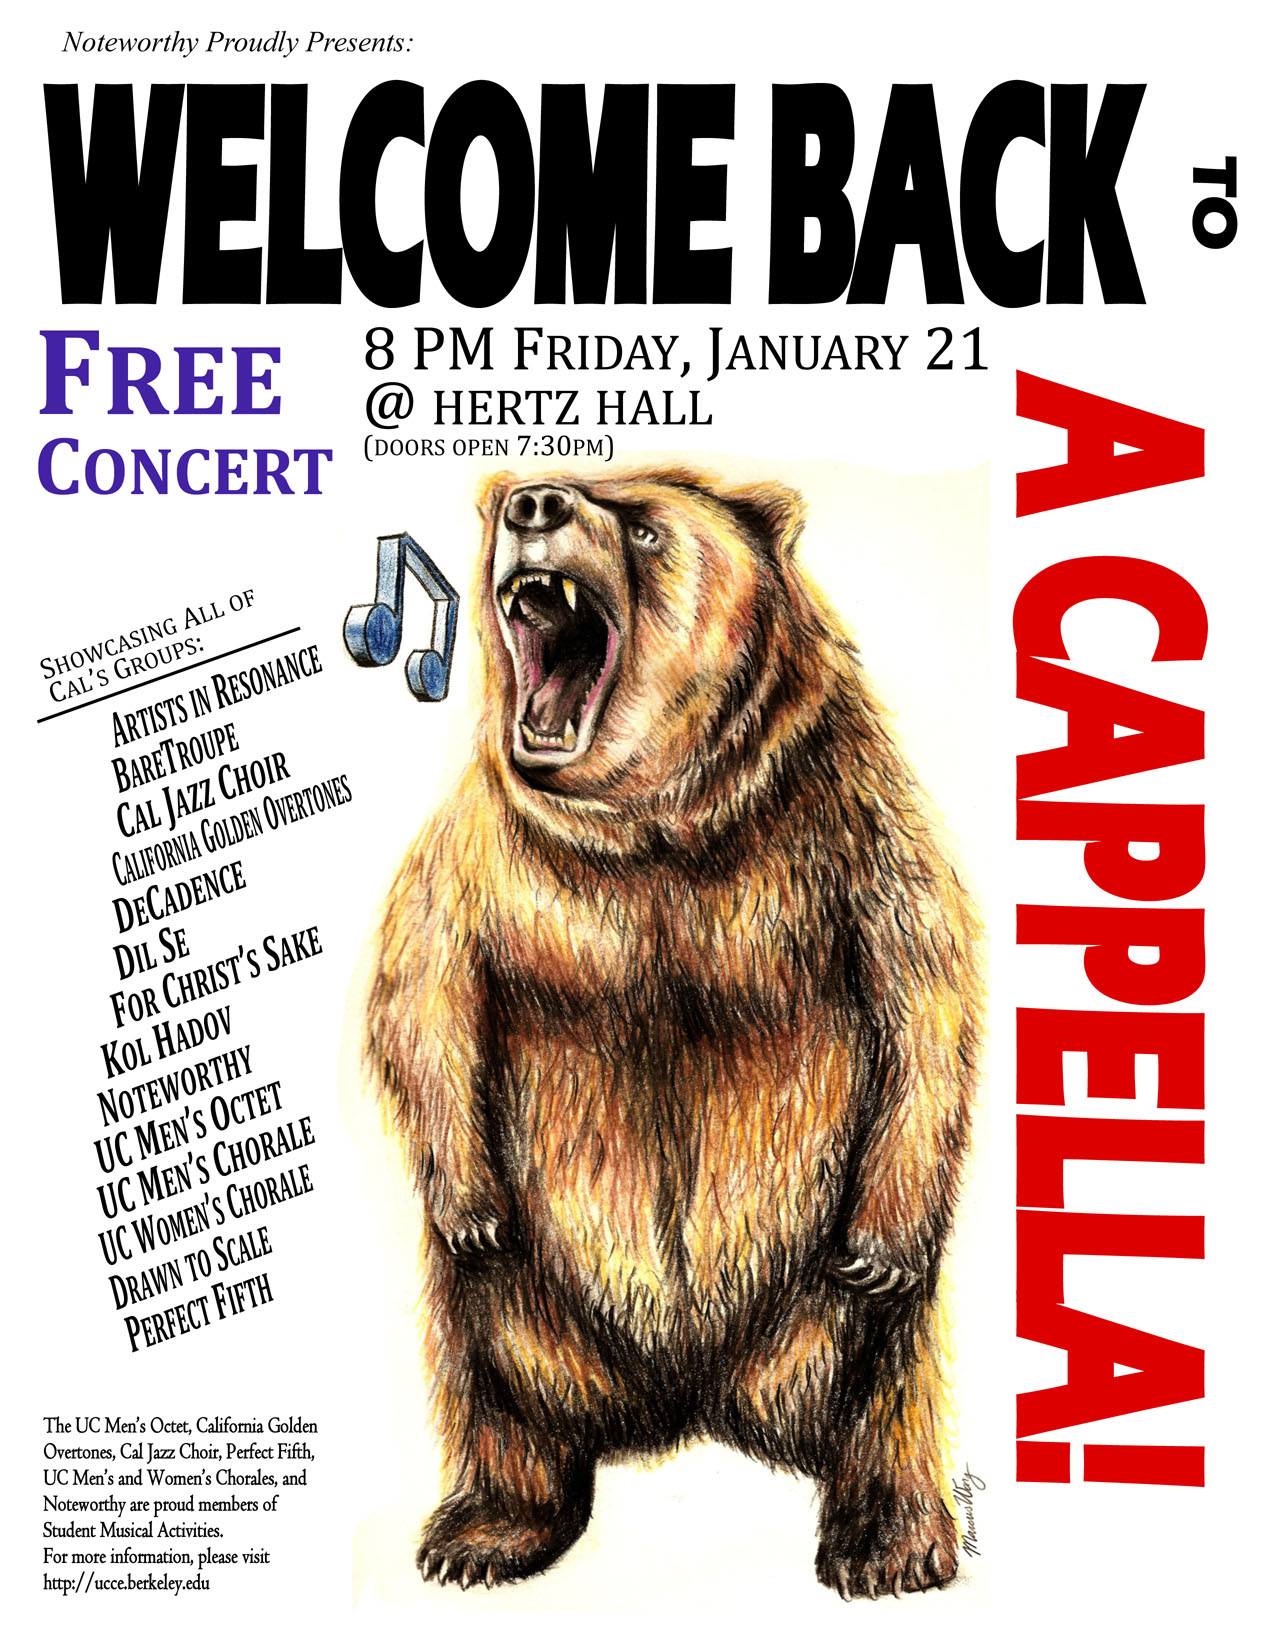 Noteworthy Proudly Presents:
WELCOME BACK
TO
A CAPPELLA!
FREE
CONCERT
8 PM FRIDAY, JANUARY 21
@ HERTZ HALL
(DOORS OPEN 7:30PM)
SHOWCASING ALL OF
CAL'S GROUPS:
ARTISTS IN RESONANCE
BARETROUPE
CAL JAZZ CHOIR
CALIFORNIA GOLDEN OVERTONES
DECADENCE
DIL SE
FOR CHRIST'S SAKE
KOL HADOV
NOTEWORTHY
UC MEN'S OCTET
UC MEN'S CHORALE
UC WOMEN'S CHORALE
DRAWN TO SCALE
PERFECT FIFTH
The UC Men's Octet, California Golden
Overtones, Cal Jazz Choir, Perfect Fifth,
UC Men's and Women's Chorales, and
Noteworthy are proud members of
Student Musical Activities.
For more information, please visit
http://ucce.berkeley.edu
Marcus